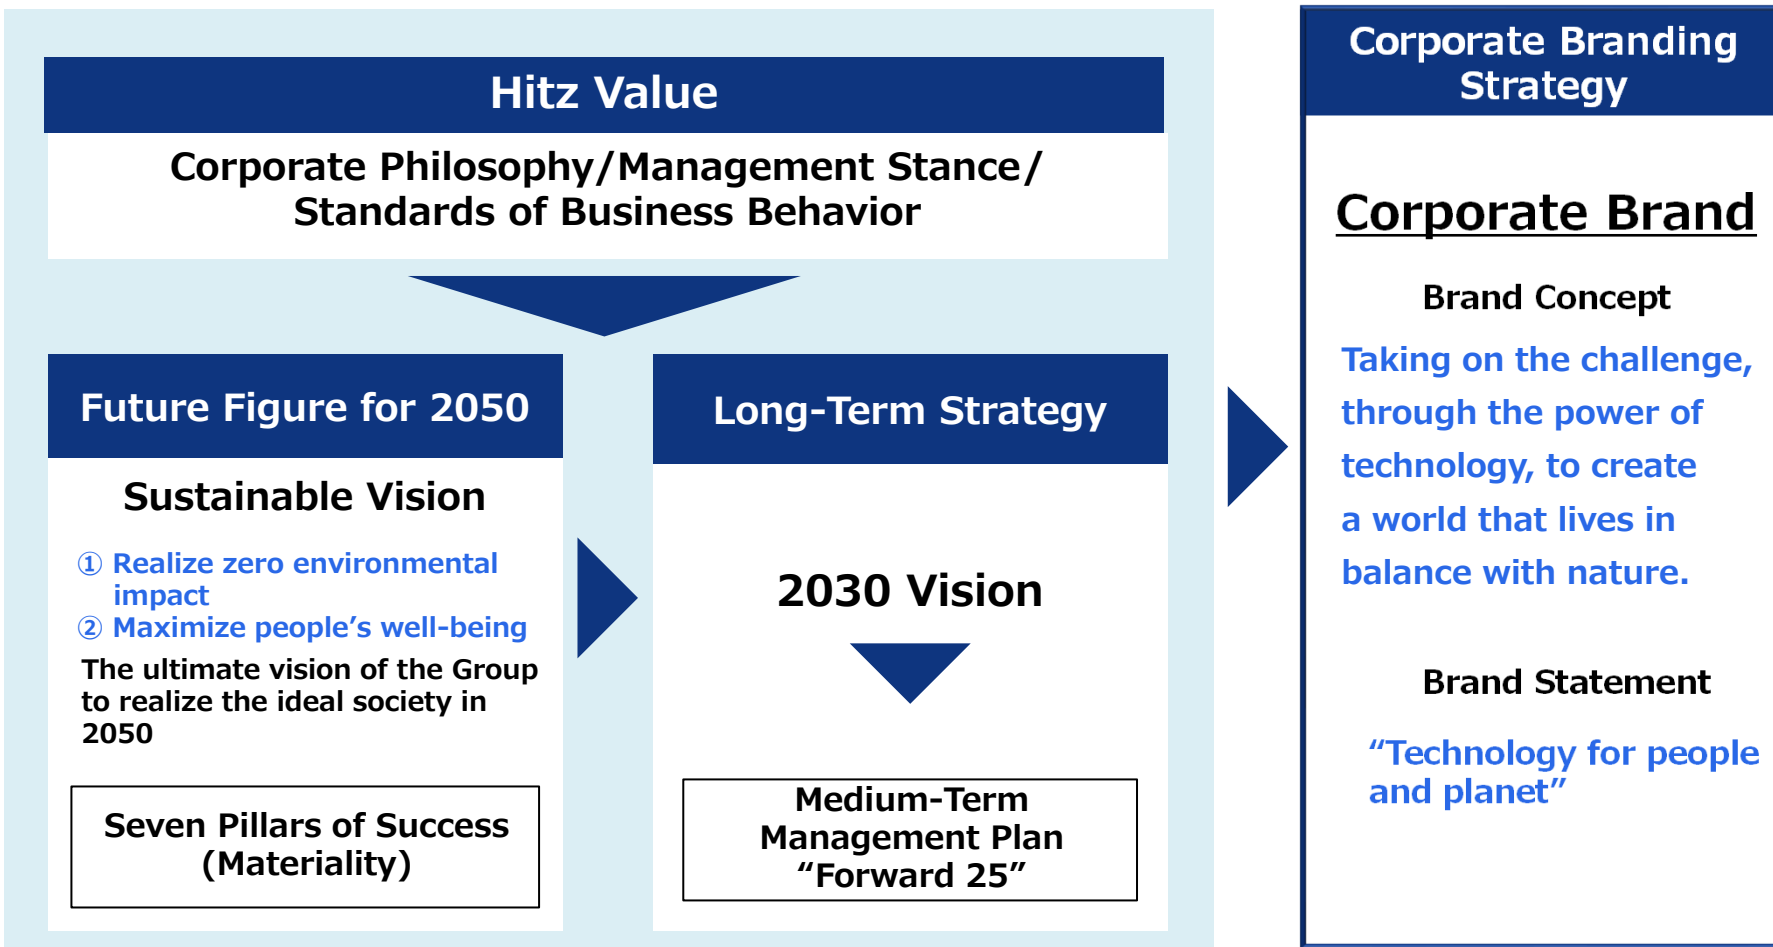 Hitz Value
Corporate Philosophy/Management Stance/
Standards of Business Behavior
Future Figure for 2050
Sustainable Vision
① Realize zero environmental
impact
② Maximize people’s well-being
The ultimate vision of the Group
to realize the ideal society in
2050
Seven Pillars of Success
(Materiality)
Long-Term Strategy
2030 Vision
Medium-Term
Management Plan
“Forward 25”
Corporate Branding
Strategy
Corporate Brand
Brand Concept
Taking on the challenge,
through the power of
technology, to create
a world that lives in
balance with nature.
Brand Statement
“Technology for people
and planet”